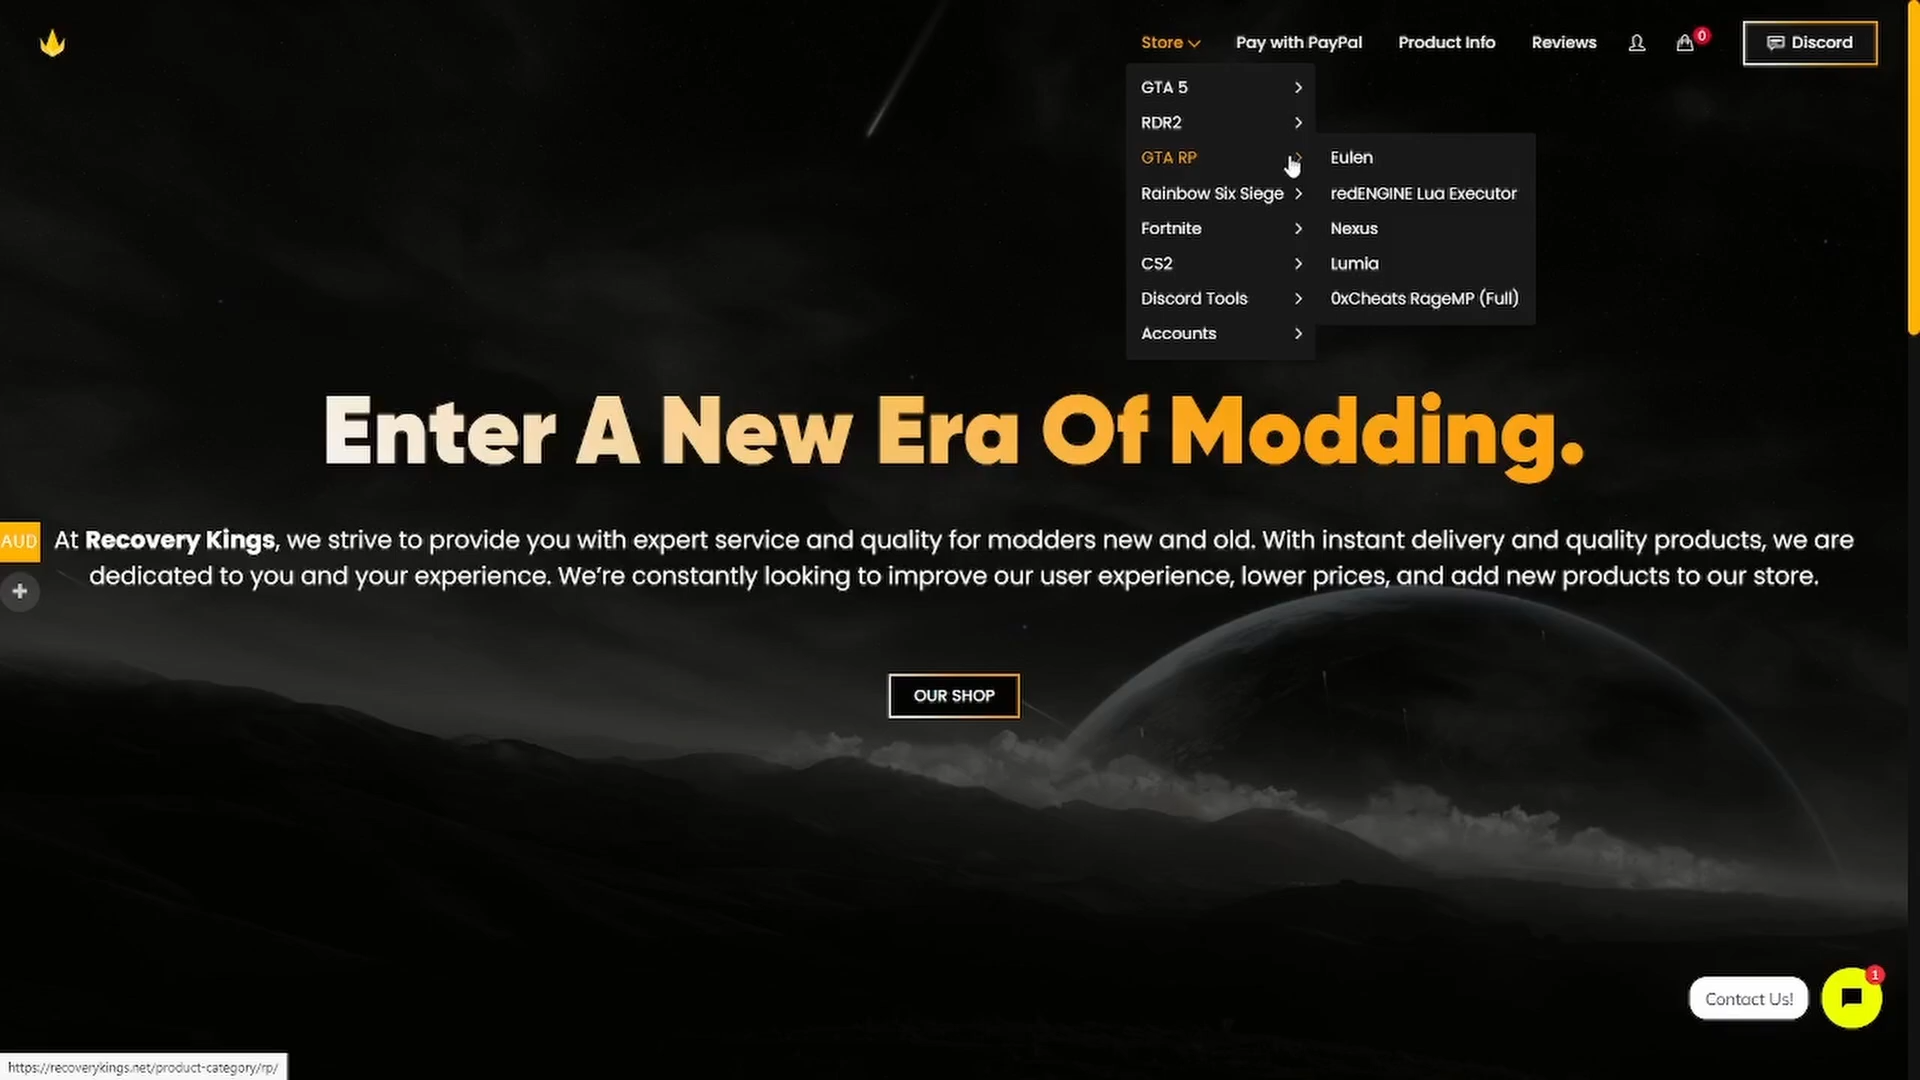 Store
Pay with PayPal
Product Info
Reviews
0
Discord
GTA 5
RDR2
GTA RP
Rainbow Six Siege
Fortnite
CS2
Discord Tools
Accounts
Eulen
redENGINE Lua Executor
Nexus
Lumia
0xCheats RageMP (Full)
Enter A New Era Of Modding.
AUD
At Recovery Kings, we strive to provide you with expert service and quality for modders new and old. With instant delivery and quality products, we are
dedicated to you and your experience. We’re constantly looking to improve our user experience, lower prices, and add new products to our store.
+
OUR SHOP
Contact Us!
1
https://recoverykings.net/product-category/rp/